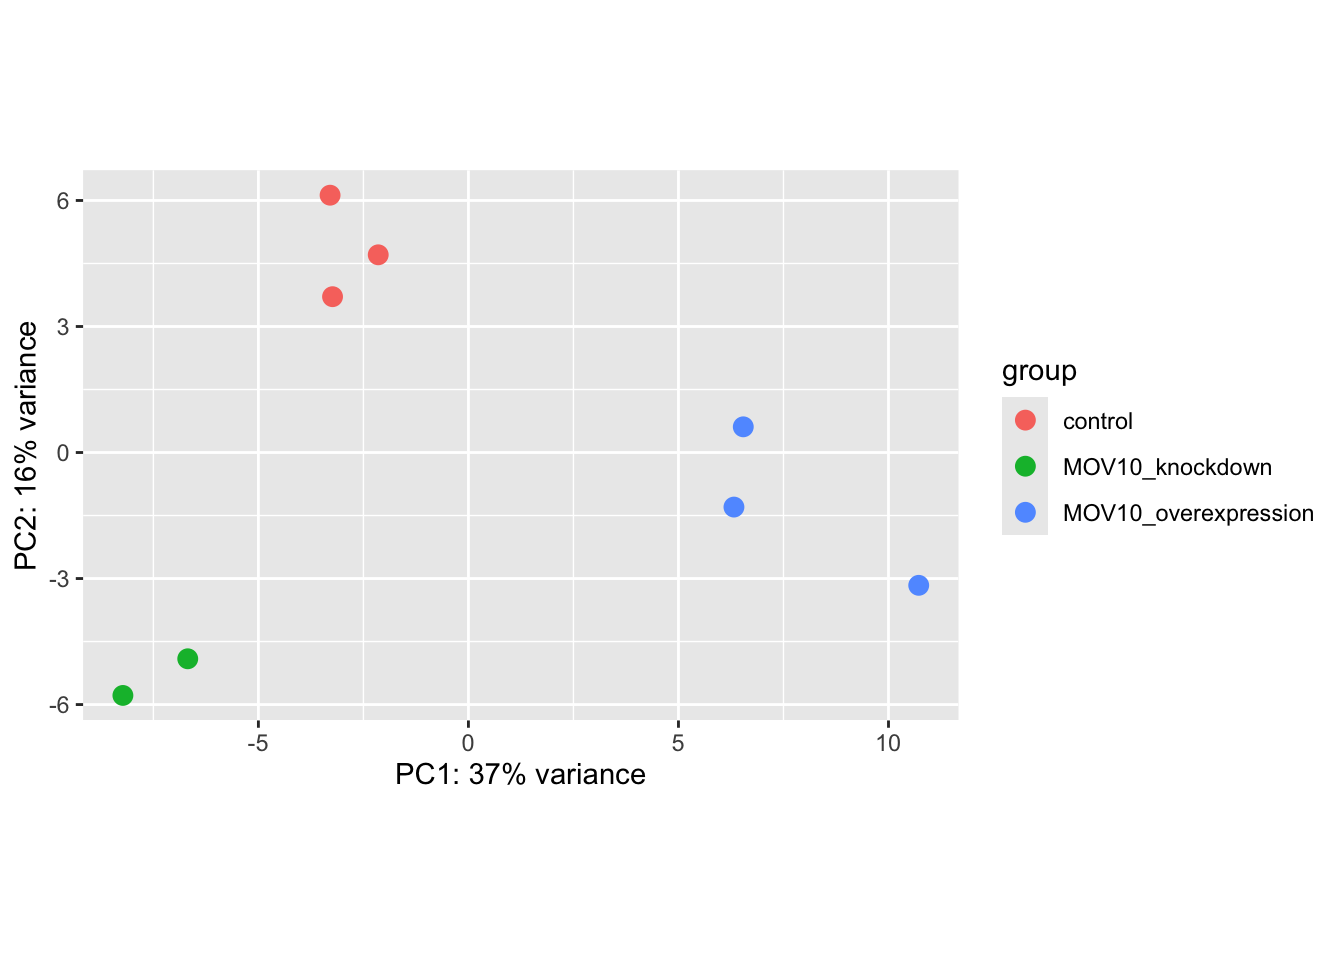 6
3
0
-3
-6
PC2: 16% variance
-5
0
5
10
PC1: 37% variance
group
control
MOV10_knockdown
MOV10_overexpression